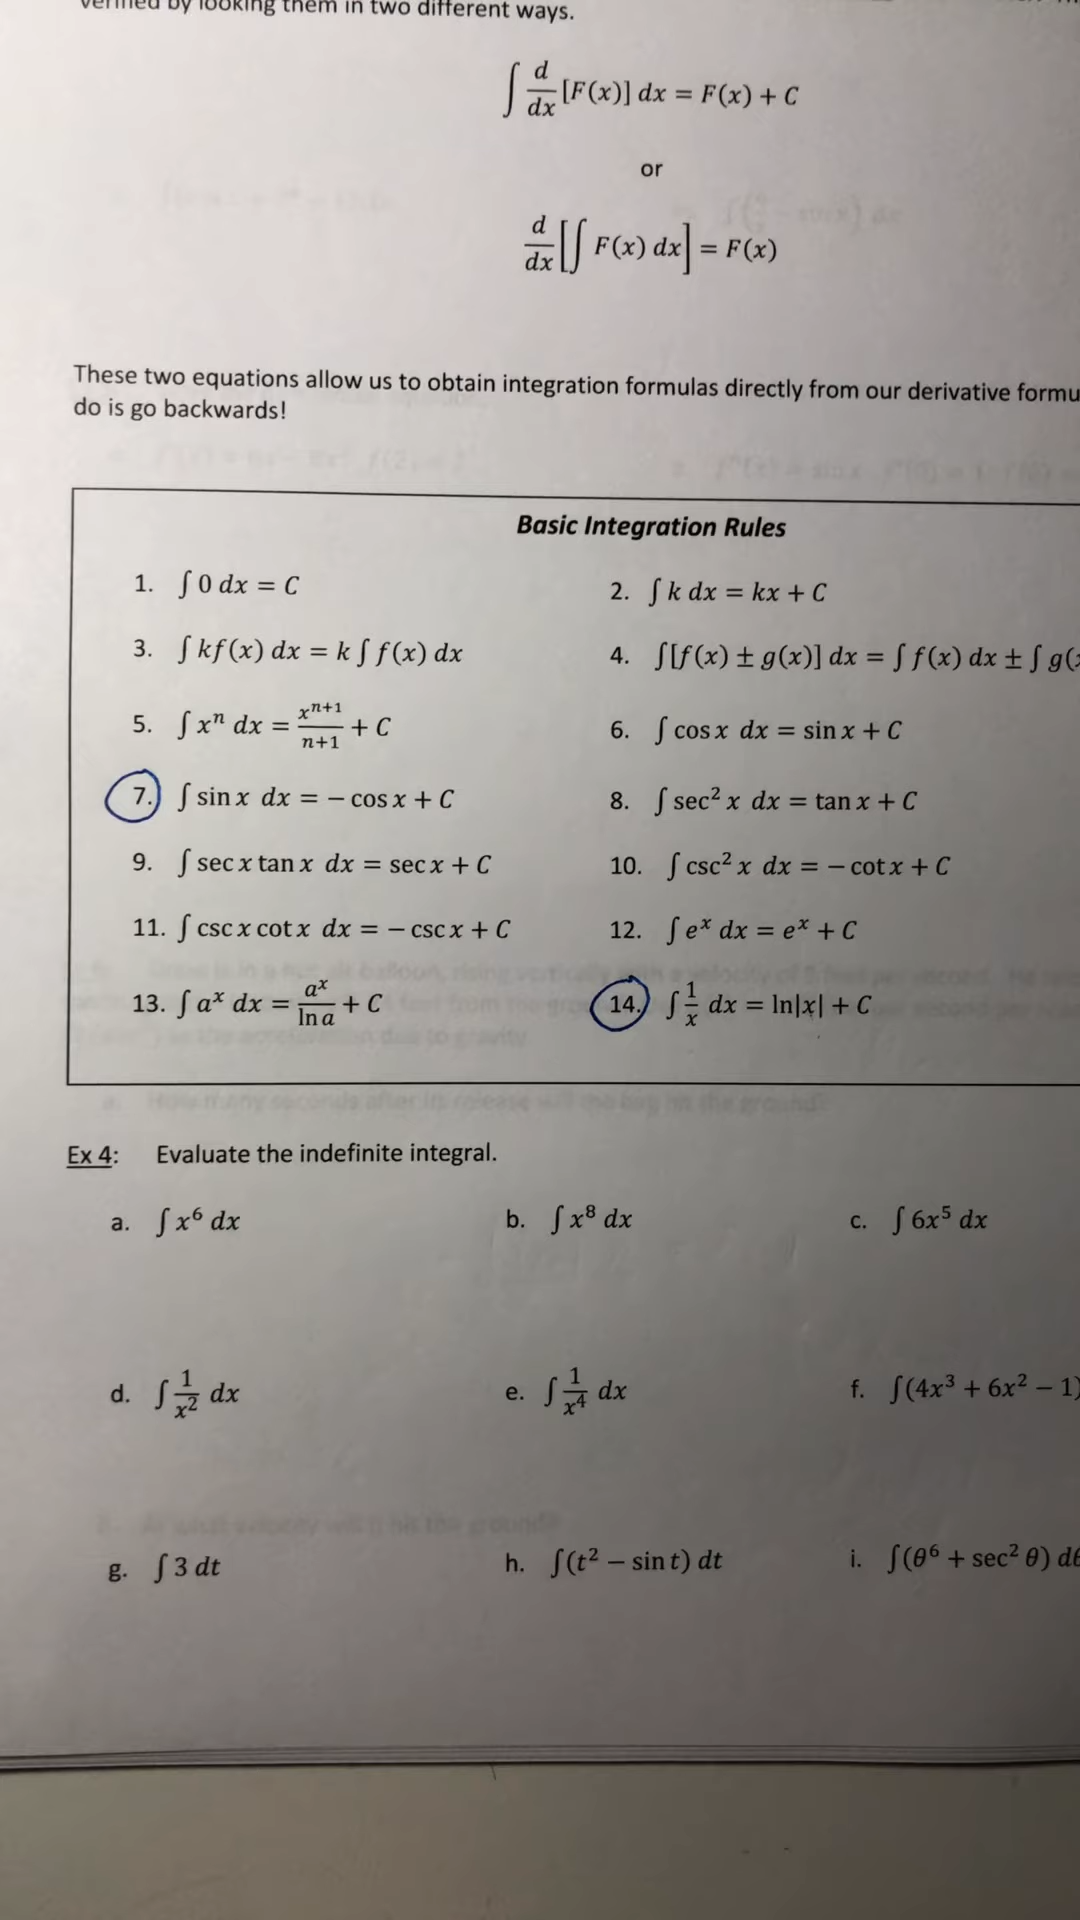 verified by looking them in two different ways.
∫ d/dx [F(x)] dx = F(x) + C
or
d/dx [∫ F(x) dx] = F(x)
These two equations allow us to obtain integration formulas directly from our derivative formu
do is go backwards!
Basic Integration Rules
1. ∫ 0 dx = C
2. ∫ k dx = kx + C
3. ∫ kf(x) dx = k ∫ f(x) dx
4. ∫[f(x) ± g(x)] dx = ∫ f(x) dx ± ∫ g(
5. ∫ xⁿ dx = xⁿ⁺¹/n+1 + C
6. ∫ cos x dx = sin x + C
7. ∫ sin x dx = − cos x + C
8. ∫ sec² x dx = tan x + C
9. ∫ sec x tan x dx = sec x + C
10. ∫ csc² x dx = − cot x + C
11. ∫ csc x cot x dx = − csc x + C
12. ∫ eˣ dx = eˣ + C
13. ∫ aˣ dx = aˣ/ln a + C
14. ∫ 1/x dx = ln|x| + C
Ex 4: Evaluate the indefinite integral.
a. ∫ x⁶ dx
b. ∫ x⁸ dx
c. ∫ 6x⁵ dx
d. ∫ 1/x² dx
e. ∫ 1/x⁴ dx
f. ∫(4x³ + 6x² − 1)
g. ∫ 3 dt
h. ∫(t² − sin t) dt
i. ∫(θ⁶ + sec² θ) d